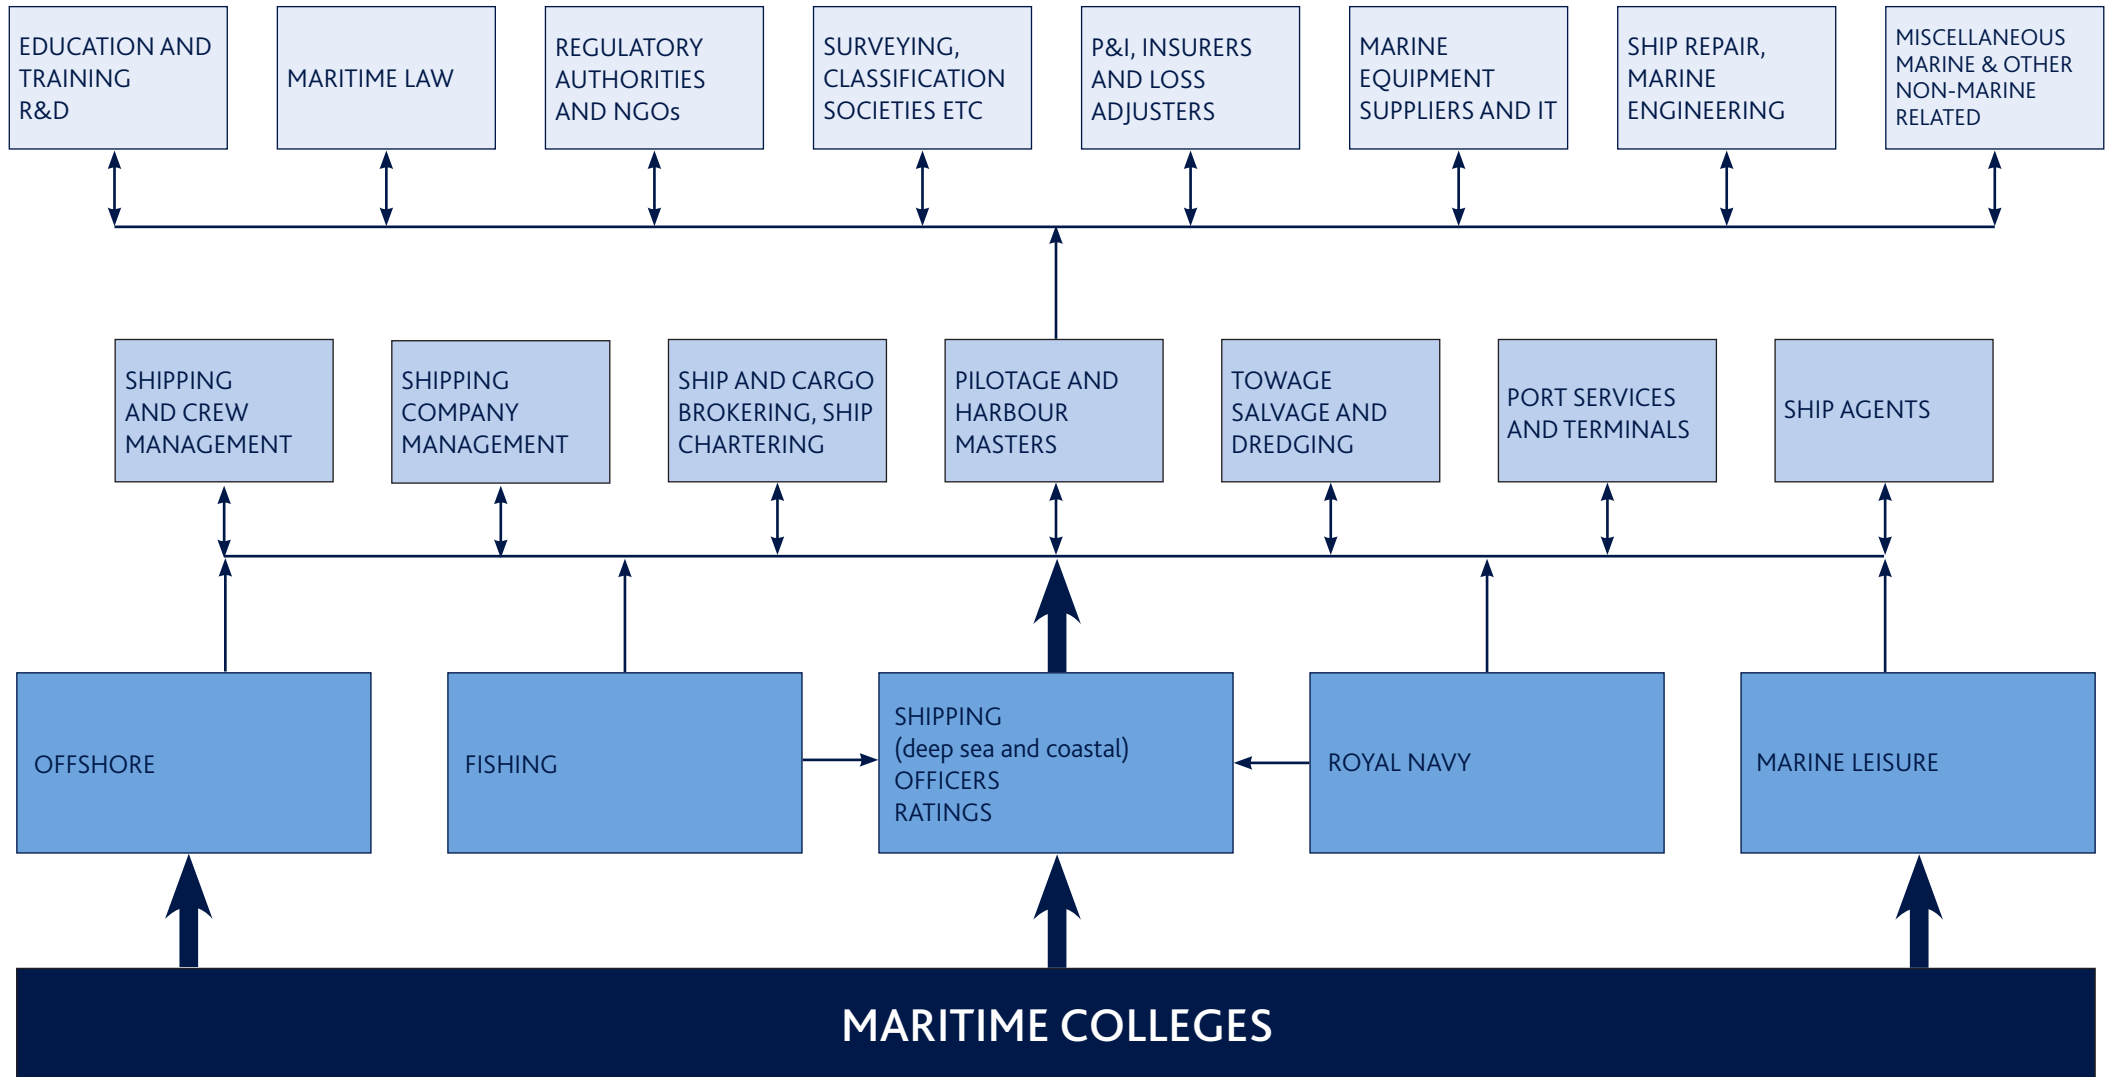 EDUCATION AND
TRAINING
R&D
MARITIME LAW
REGULATORY
AUTHORITIES
AND NGOs
SURVEYING,
CLASSIFICATION
SOCIETIES ETC
P&I, INSURERS
AND LOSS
ADJUSTERS
MARINE
EQUIPMENT
SUPPLIERS AND IT
SHIP REPAIR,
MARINE
ENGINEERING
MISCELLANEOUS
MARINE & OTHER
NON-MARINE
RELATED
SHIPPING
AND CREW
MANAGEMENT
SHIPPING
COMPANY
MANAGEMENT
SHIP AND CARGO
BROKERING, SHIP
CHARTERING
PILOTAGE AND
HARBOUR
MASTERS
TOWAGE
SALVAGE AND
DREDGING
PORT SERVICES
AND TERMINALS
SHIP AGENTS
OFFSHORE
FISHING
SHIPPING
(deep sea and coastal)
OFFICERS
RATINGS
ROYAL NAVY
MARINE LEISURE
MARITIME COLLEGES